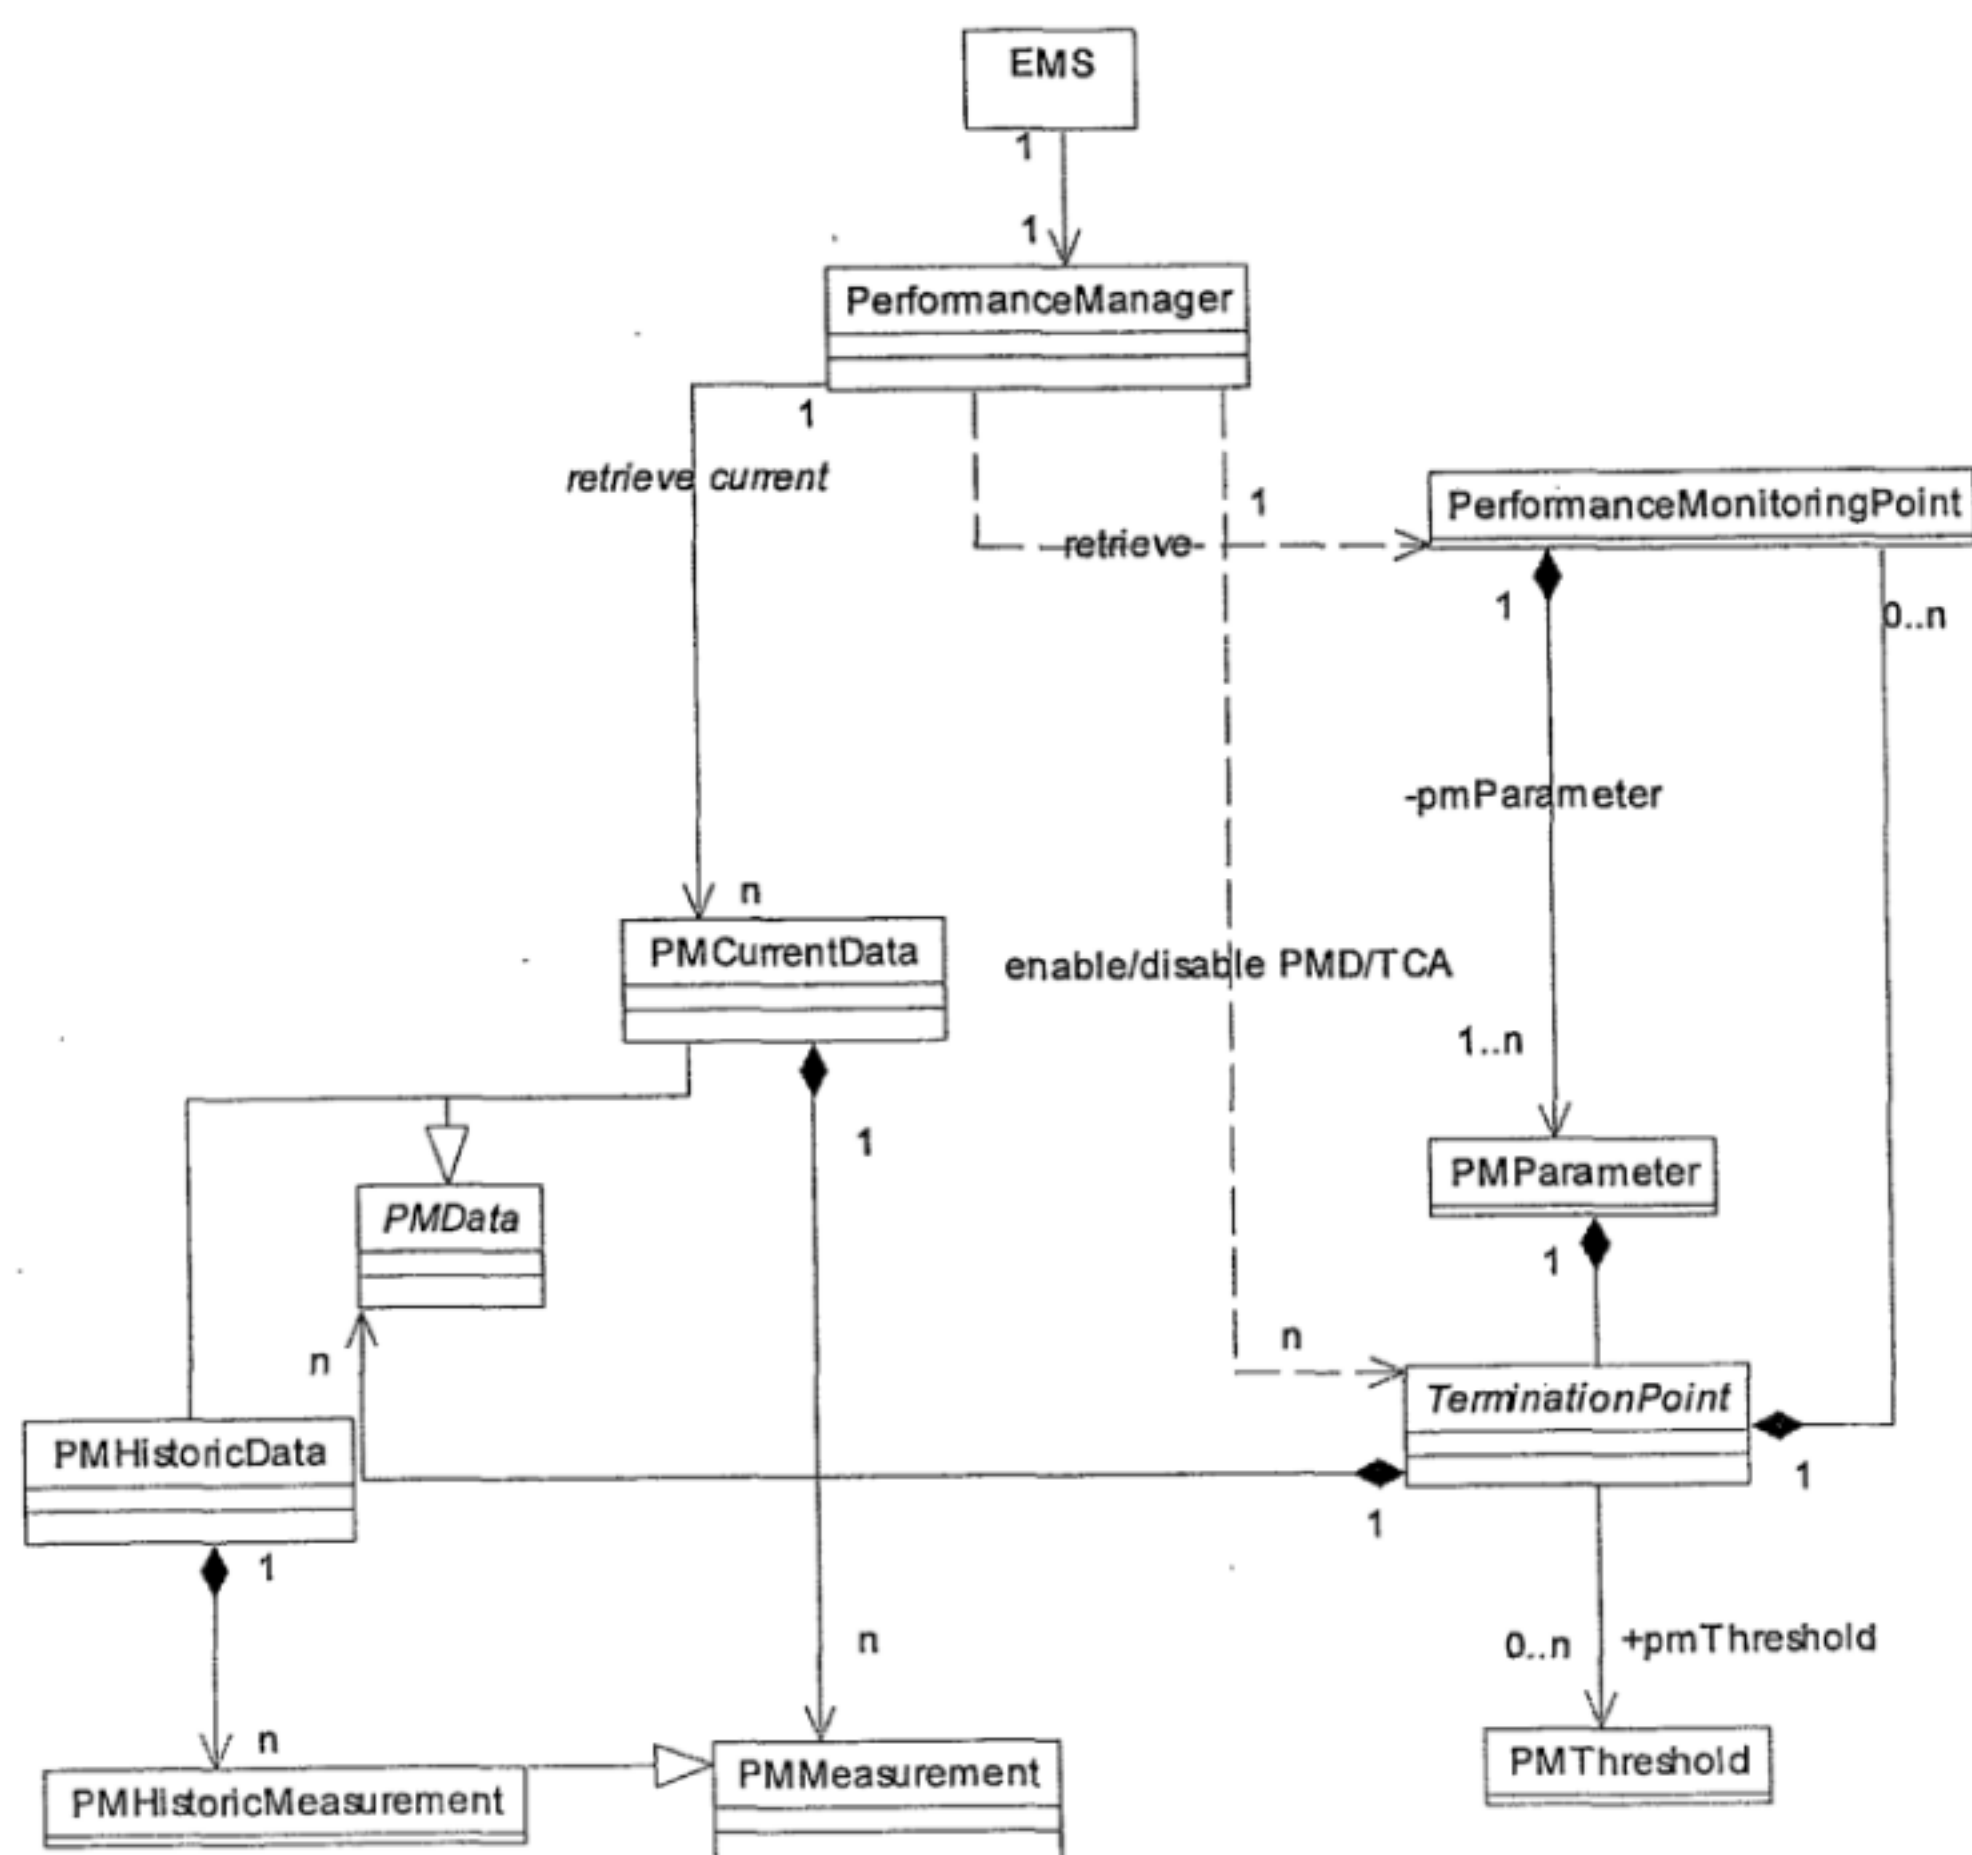 EMS
1
1
PerformanceManager
1
retrieve current
1
PerformanceMonitoringPoint
retrieve
1
0..n
-pmParameter
n
PMCurrentData
enable/disable PMD/TCA
1..n
1
PMParameter
PMData
1
n
n
TerminationPoint
PMHistoricData
1
1
1
n
0..n
+pmThreshold
n
PMHistoricMeasurement
PMMeasurement
PMThreshold